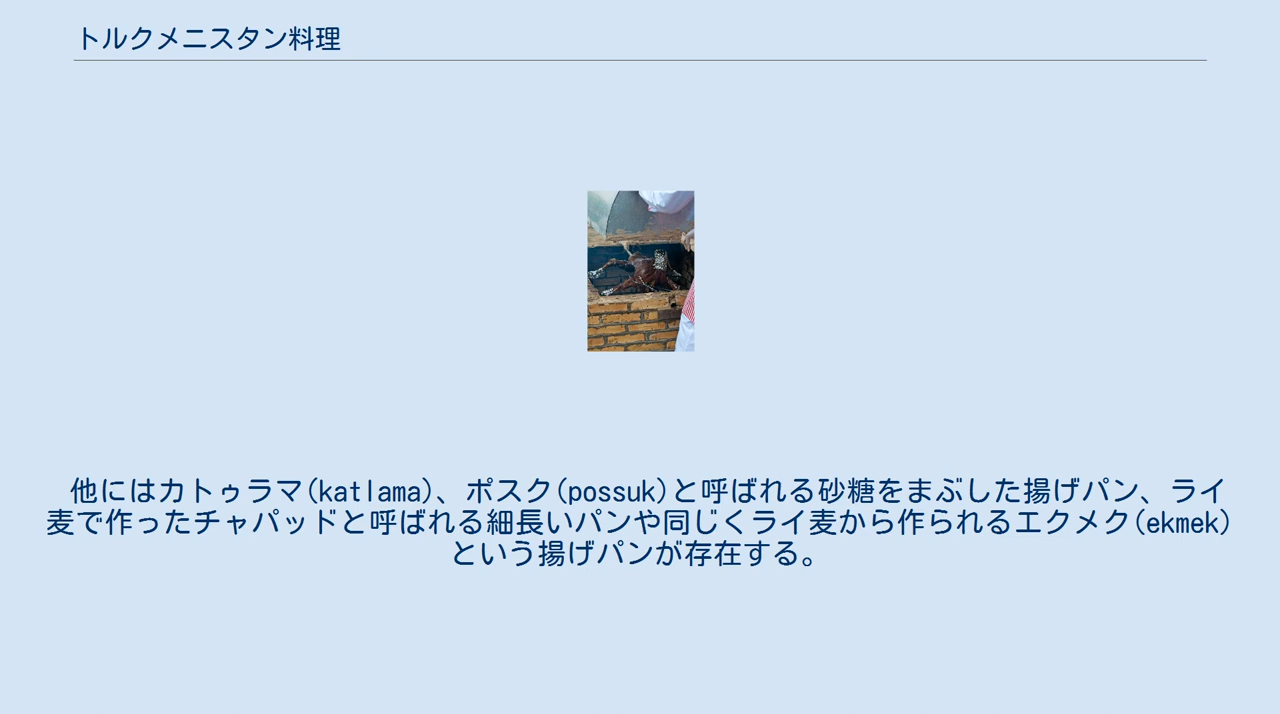 トルクメニスタン料理
他にはカトゥラマ(katlama)、ポスク(possuk)と呼ばれる砂糖をまぶした揚げパン、ライ
麦で作ったチャパッドと呼ばれる細長いパンや同じくライ麦から作られるエクメク(ekmek)
という揚げパンが存在する。